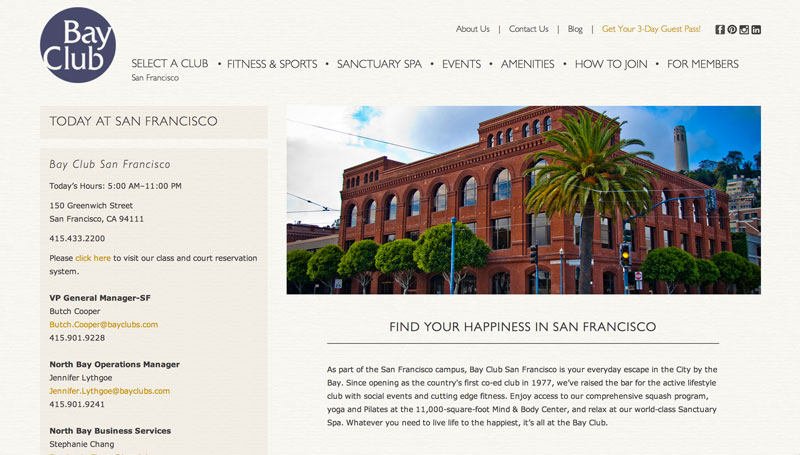 Bay
Club
About Us | Contact Us | Blog | Get Your 3-Day Guest Pass!
SELECT A CLUB • FITNESS & SPORTS • SANCTUARY SPA • EVENTS • AMENITIES • HOW TO JOIN • FOR MEMBERS
San Francisco
TODAY AT SAN FRANCISCO
Bay Club San Francisco
Today's Hours: 5:00 AM–11:00 PM
150 Greenwich Street
San Francisco, CA 94111
415.433.2200
Please click here to visit our class and court reservation
system.
VP General Manager-SF
Butch Cooper
Butch.Cooper@bayclubs.com
415.901.9228
North Bay Operations Manager
Jennifer Lythgoe
Jennifer.Lythgoe@bayclubs.com
415.901.9241
North Bay Business Services
Stephanie Chang
FIND YOUR HAPPINESS IN SAN FRANCISCO
As part of the San Francisco campus, Bay Club San Francisco is your everyday escape in the City by the
Bay. Since opening as the country's first co-ed club in 1977, we've raised the bar for the active lifestyle
club with social events and cutting edge fitness. Enjoy access to our comprehensive squash program,
yoga and Pilates at the 11,000-square-foot Mind & Body Center, and relax at our world-class Sanctuary
Spa. Whatever you need to live life to the happiest, it's all at the Bay Club.